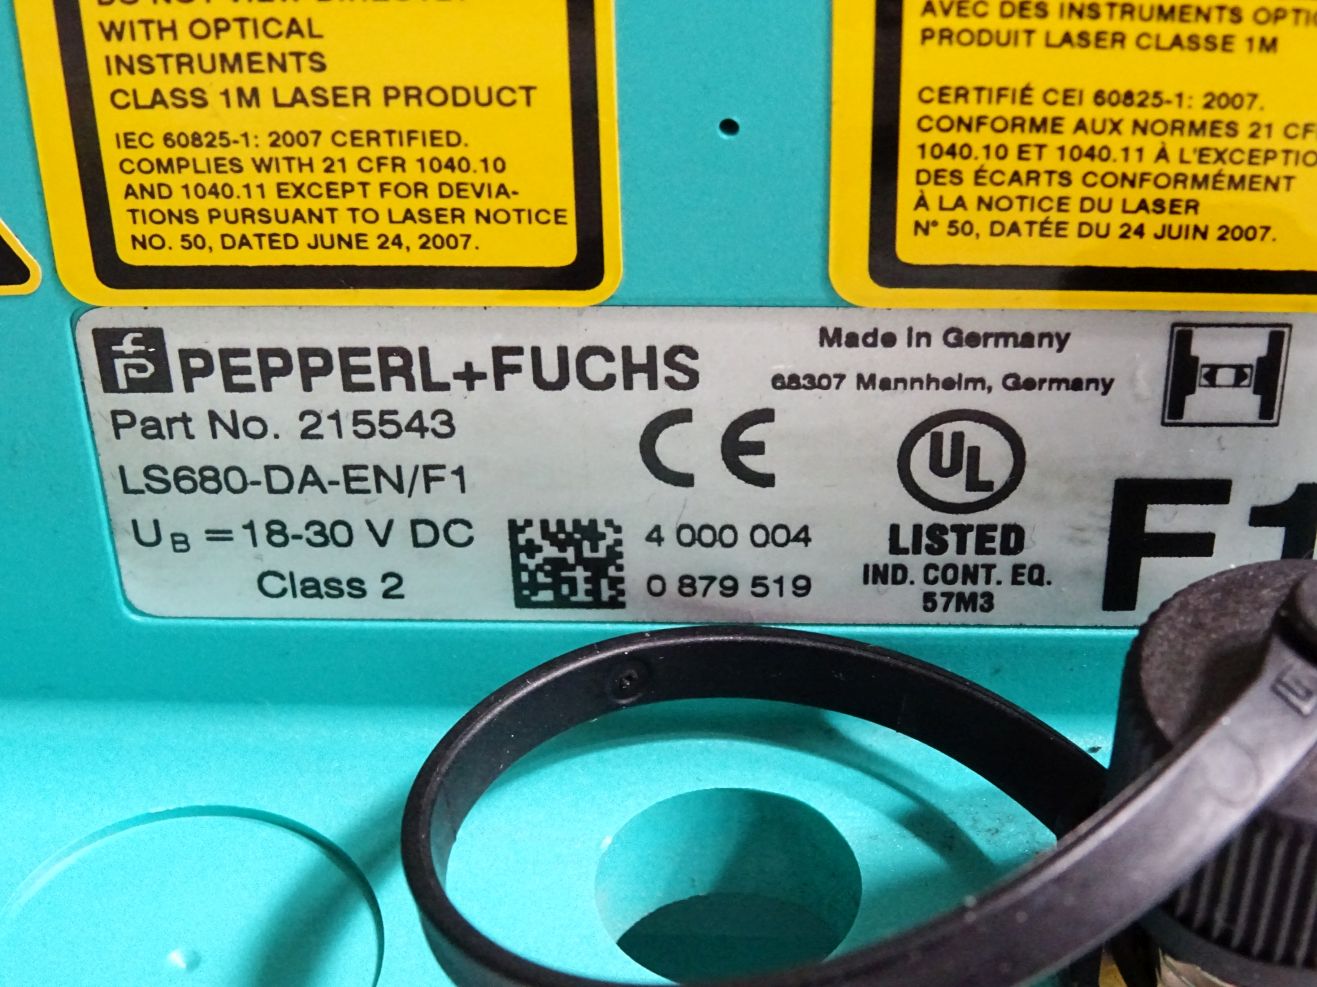 WITH OPTICAL
INSTRUMENTS
CLASS 1M LASER PRODUCT
IEC 60825-1: 2007 CERTIFIED.
COMPLIES WITH 21 CFR 1040.10
AND 1040.11 EXCEPT FOR DEVIA-
TIONS PURSUANT TO LASER NOTICE
NO. 50, DATED JUNE 24, 2007.
AVEC DES INSTRUMENTS OPTI
PRODUIT LASER CLASSE 1M
CERTIFIÉ CEI 60825-1: 2007.
CONFORME AUX NORMES 21 CF
1040.10 ET 1040.11 À L'EXCEPTIO
DES ÉCARTS CONFORMÉMENT
À LA NOTICE DU LASER
N° 50, DATÉE DU 24 JUIN 2007.
PEPPERL+FUCHS
Part No. 215543
LS680-DA-EN/F1
UB = 18-30 V DC
Class 2
4 000 004
0 879 519
Made in Germany
68307 Mannheim, Germany
CE
UL
LISTED
IND. CONT. EQ.
57M3
F1